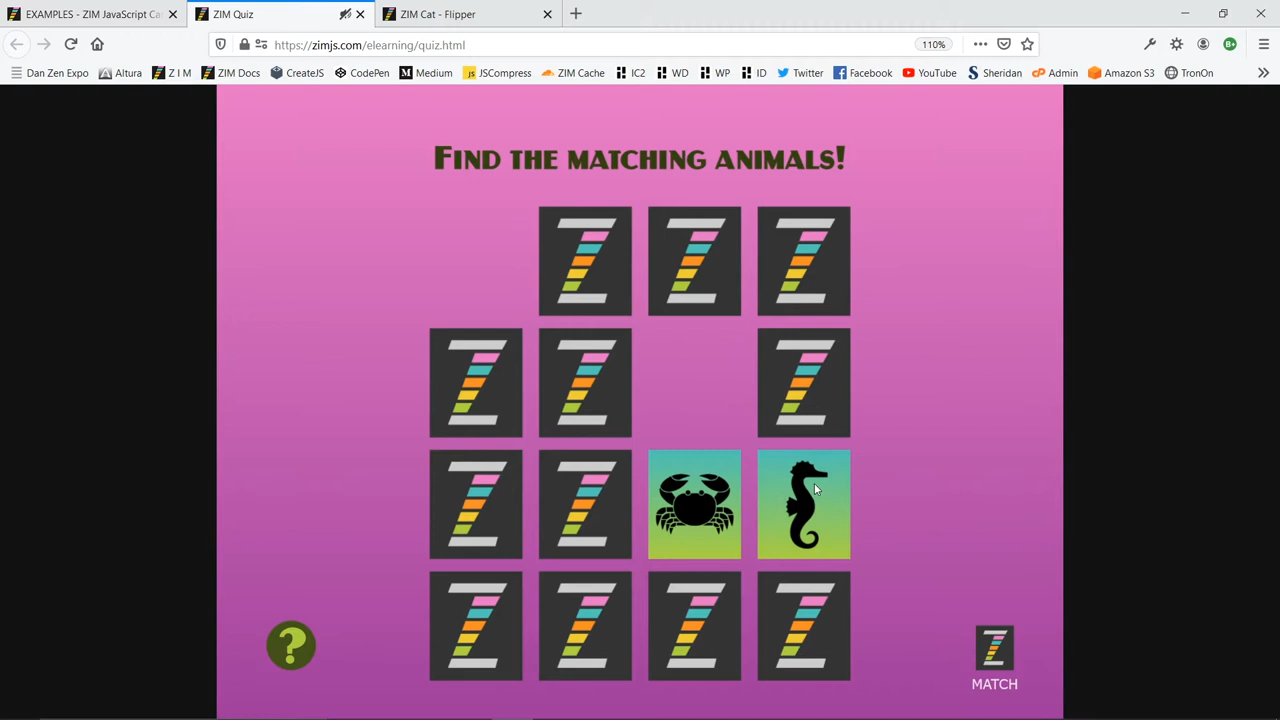 EXAMPLES - ZIM JavaScript Ca
ZIM Quiz
ZIM Cat - Flipper
https://zimjs.com/elearning/quiz.html
110%
Dan Zen Expo
Altura
Z I M
ZIM Docs
CreateJS
CodePen
Medium
JSCompress
ZIM Cache
IC2
WD
WP
ID
Twitter
Facebook
YouTube
Sheridan
Admin
Amazon S3
TronOn
FIND THE MATCHING ANIMALS!
?
MATCH